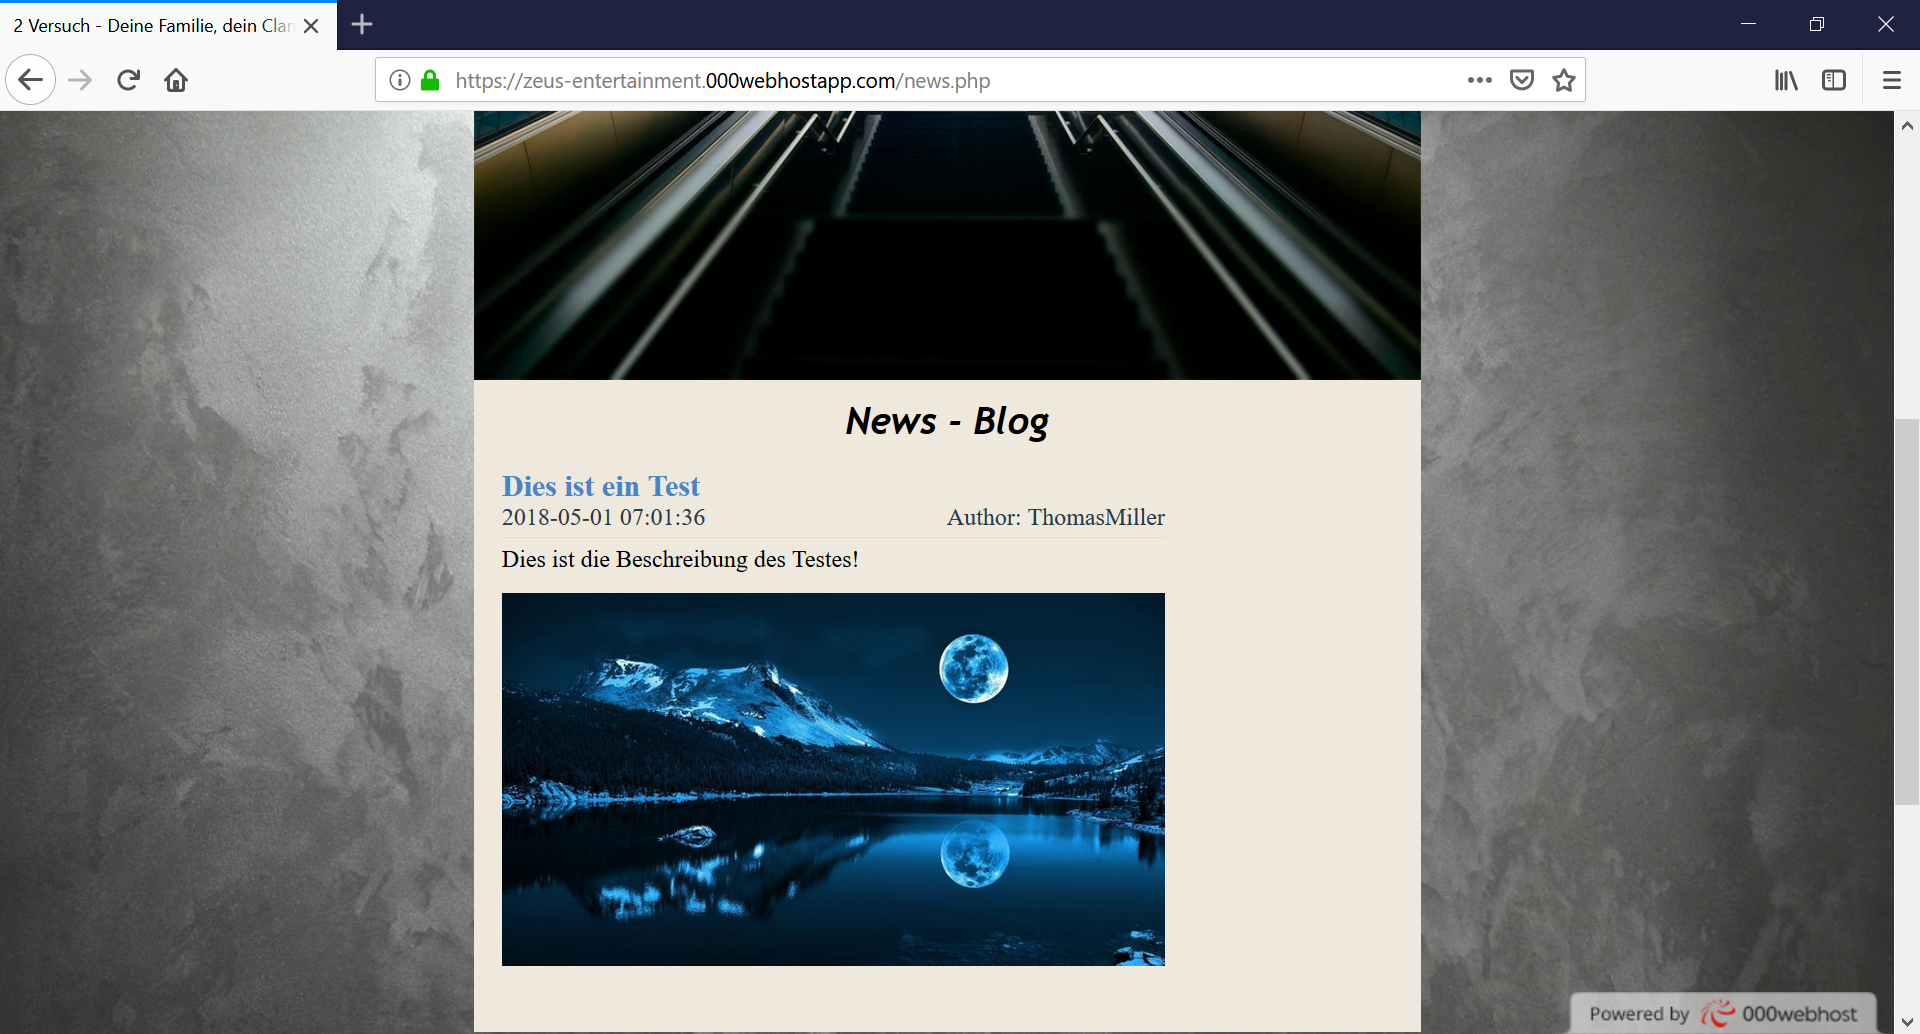 2 Versuch - Deine Familie, dein Clan
https://zeus-entertainment.000webhostapp.com/news.php
News - Blog
Dies ist ein Test
2018-05-01 07:01:36 Author: ThomasMiller
Dies ist die Beschreibung des Testes!
Powered by 000webhost